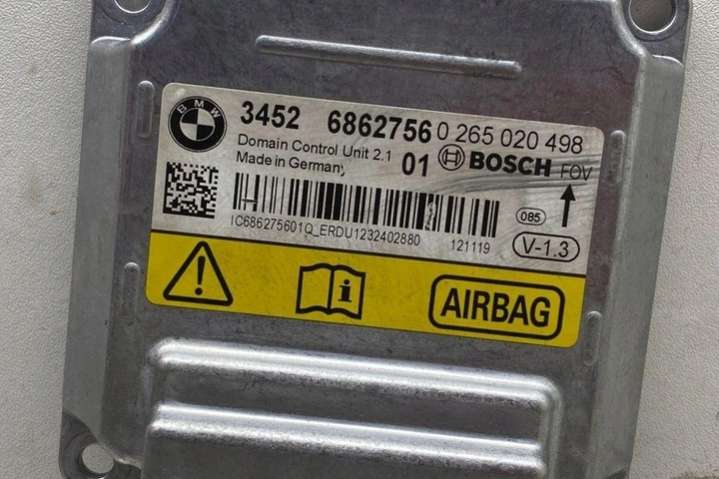 BMW
3452 6862756 0 265 020 498
Domain Control Unit 2.1 01 BOSCH FOV
Made in Germany
085
IC686275601Q_ERDU1232402880 121119 V-1.3
AIRBAG